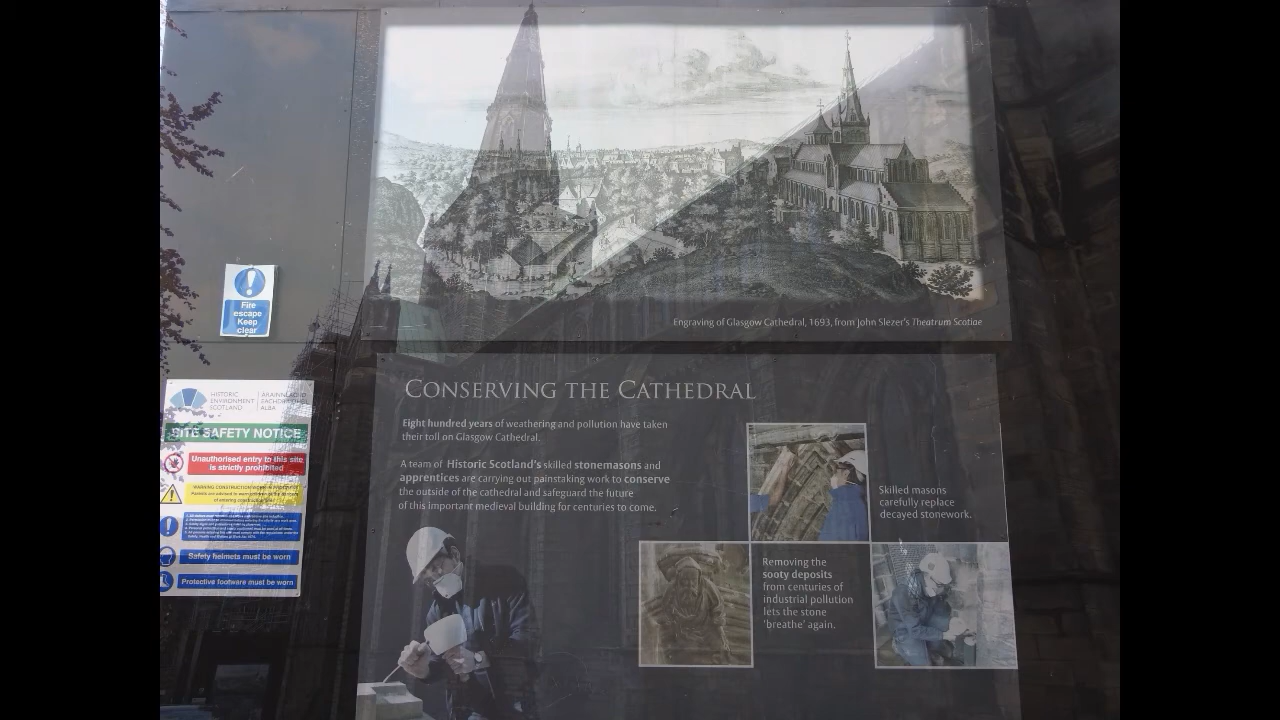 Engraving of Glasgow Cathedral, 1693, from John Slezer's Theatrum Scotiae
Fire
escape
Keep
clear
HISTORIC
ENVIRONMENT
SCOTLAND
ALBA
SITE SAFETY NOTICE
Unauthorised entry to this site
is strictly prohibited
Safety helmets must be worn
Protective footware must be worn
CONSERVING THE CATHEDRAL
Eight hundred years of weathering and pollution have taken
their toll on Glasgow Cathedral.
A team of Historic Scotland's skilled stonemasons and
apprentices are carrying out painstaking work to conserve
the outside of the cathedral and safeguard the future
of this important medieval building for centuries to come.
Skilled masons
carefully replace
decayed stonework.
Removing the
sooty deposits
from centuries of
industrial pollution
lets the stone
'breathe' again.